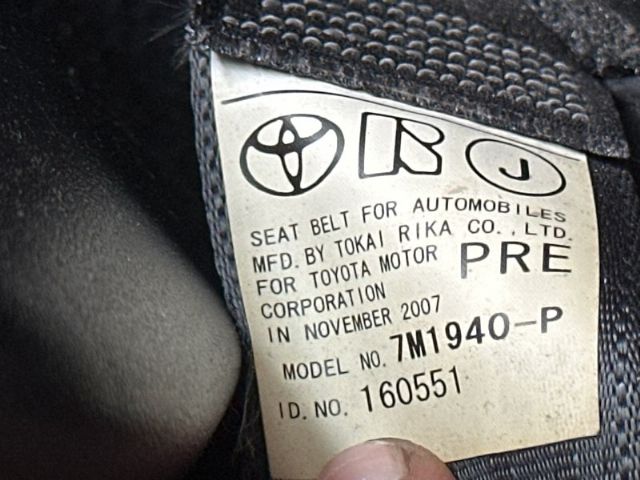 J
SEAT BELT FOR AUTOMOBILES
MFD. BY TOKAI RIKA CO., LTD.
FOR TOYOTA MOTOR PRE
CORPORATION
IN NOVEMBER 2007
MODEL NO. 7M1940-P
ID. NO. 160551